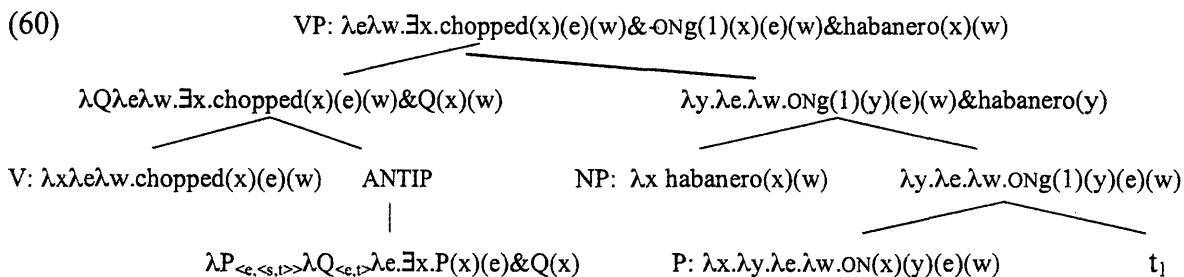 (60) VP: λeλw.∃x.chopped(x)(e)(w)&-ONg(1)(x)(e)(w)&habanero(x)(w)
λQλeλw.∃x.chopped(x)(e)(w)&Q(x)(w) λy.λe.λw.ONg(1)(y)(e)(w)&habanero(y)
V: λxλeλw.chopped(x)(e)(w) ANTIP NP: λx habanero(x)(w) λy.λe.λw.ONg(1)(y)(e)(w)
λP<e,<s,t>>λQ<e,t>λe.∃x.P(x)(e)&Q(x) P: λx.λy.λe.λw.ON(x)(y)(e)(w) t1